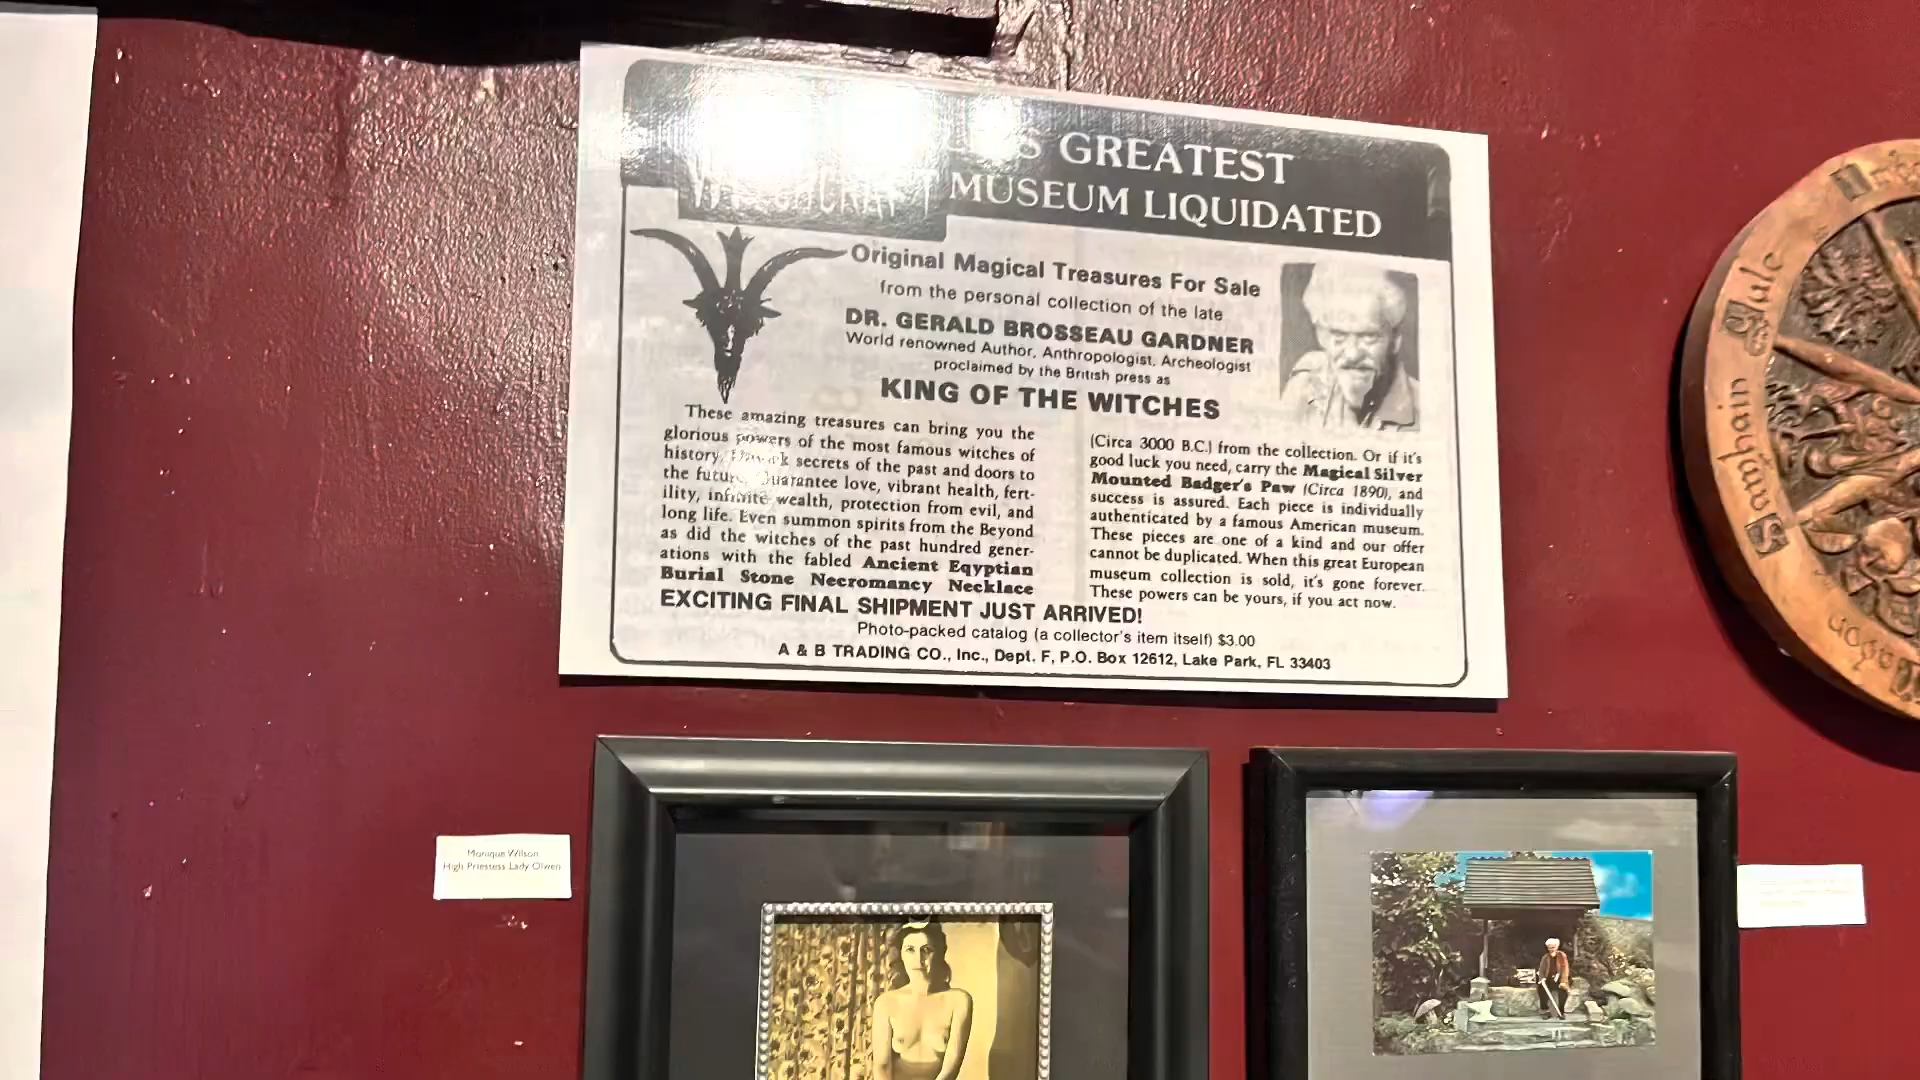 GREATEST
WITCHCRAFT MUSEUM LIQUIDATED
Original Magical Treasures For Sale
from the personal collection of the late
DR. GERALD BROSSEAU GARDNER
World renowned Author, Anthropologist, Archeologist
proclaimed by the British press as
KING OF THE WITCHES
These amazing treasures can bring you the
glorious powers of the most famous witches of
history. secrets of the past and doors to
the future. Guarantee love, vibrant health, fert-
ility, infinite wealth, protection from evil, and
long life. Even summon spirits from the Beyond
as did the witches of the past hundred gener-
ations with the fabled Ancient Egyptian
Burial Stone Necromancy Necklace
(Circa 3000 B.C.) from the collection. Or if it's
good luck you need, carry the Magical Silver
Mounted Badger's Paw (Circa 1890), and
success is assured. Each piece is individually
authenticated by a famous American museum.
These pieces are one of a kind and our offer
cannot be duplicated. When this great European
museum collection is sold, it's gone forever.
These powers can be yours, if you act now.
EXCITING FINAL SHIPMENT JUST ARRIVED!
Photo-packed catalog (a collector's item itself) $3.00
A & B TRADING CO., Inc., Dept. F, P.O. Box 12612, Lake Park, FL 33403
Yule
Samhain
Monique Wilson
High Priestess Lady Olwen